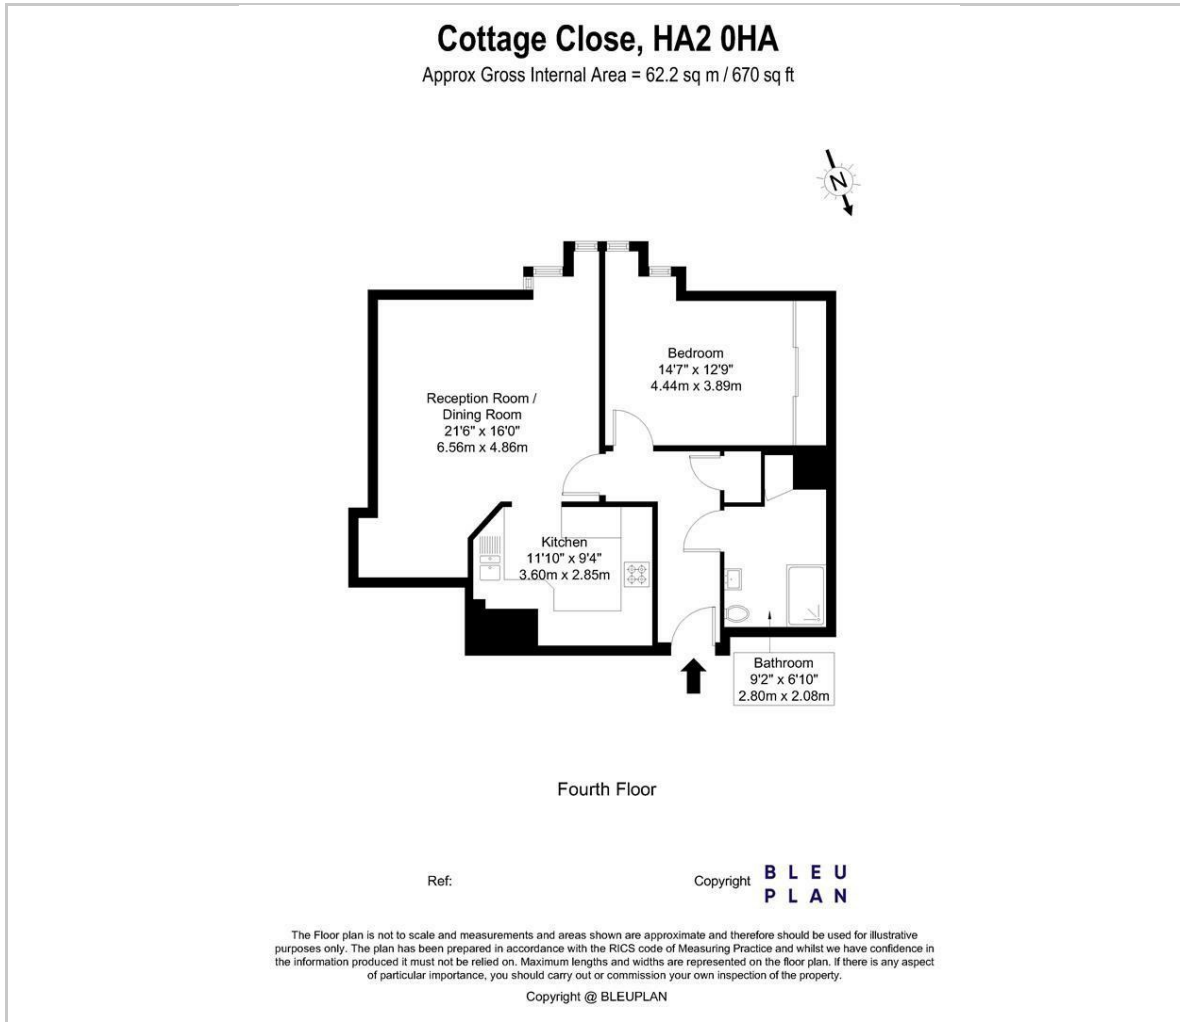 Cottage Close, HA2 0HA
Approx Gross Internal Area = 62.2 sq m / 670 sq ft
N
Bedroom
14'7" x 12'9"
4.44m x 3.89m
Reception Room /
Dining Room
21'6" x 16'0"
6.56m x 4.86m
Kitchen
11'10" x 9'4"
3.60m x 2.85m
Bathroom
9'2" x 6'10"
2.80m x 2.08m
Fourth Floor
Ref:
Copyright
BLEU
PLAN
The Floor plan is not to scale and measurements and areas shown are approximate and therefore should be used for illustrative
purposes only. The plan has been prepared in accordance with the RICS code of Measuring Practice and whilst we have confidence in
the information produced it must not be relied on. Maximum lengths and widths are represented on the floor plan. If there is any aspect
of particular importance, you should carry out or commission your own inspection of the property.
Copyright @ BLEUPLAN